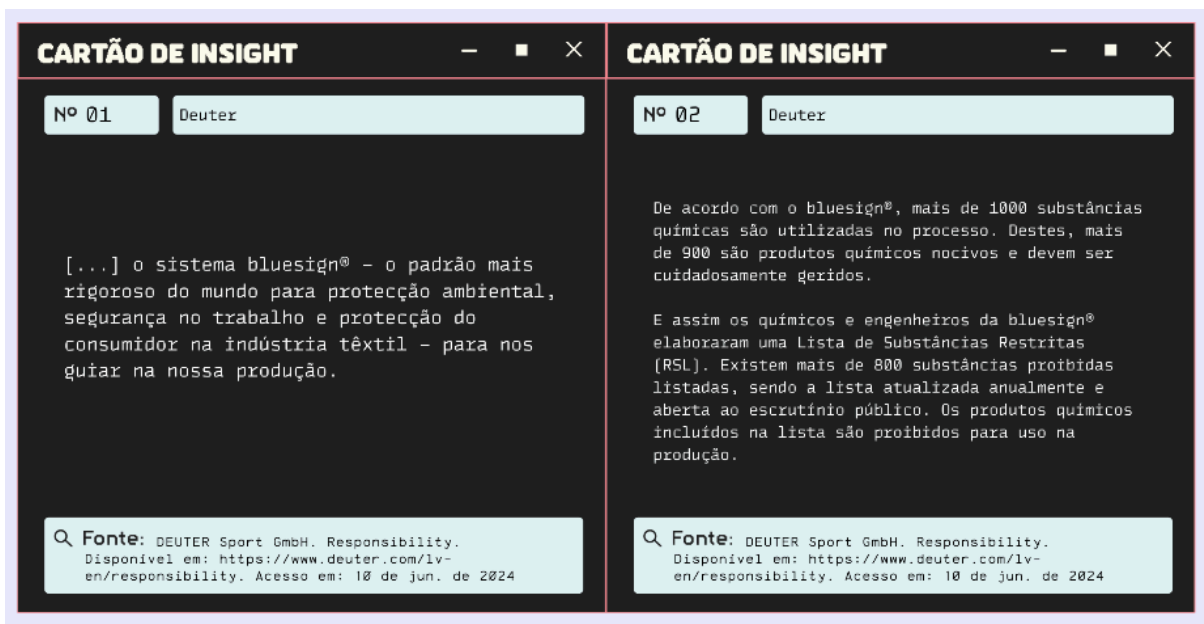 CARTÃO DE INSIGHT
Nº 01
Deuter
[...] o sistema bluesign® – o padrão mais
rigoroso do mundo para protecção ambiental,
segurança no trabalho e protecção do
consumidor na indústria têxtil – para nos
guiar na nossa produção.
Fonte: DEUTER Sport GmbH. Responsibility.
Disponível em: https://www.deuter.com/lv-
en/responsibility. Acesso em: 10 de jun. de 2024
CARTÃO DE INSIGHT
Nº 02
Deuter
De acordo com o bluesign®, mais de 1000 substâncias
químicas são utilizadas no processo. Destes, mais
de 900 são produtos químicos nocivos e devem ser
cuidadosamente geridos.
E assim os químicos e engenheiros da bluesign®
elaboraram uma Lista de Substâncias Restritas
(RSL). Existem mais de 800 substâncias proibidas
listadas, sendo a lista atualizada anualmente e
aberta ao escrutínio público. Os produtos químicos
incluídos na lista são proibidos para uso na
produção.
Fonte: DEUTER Sport GmbH. Responsibility.
Disponível em: https://www.deuter.com/lv-
en/responsibility. Acesso em: 10 de jun. de 2024